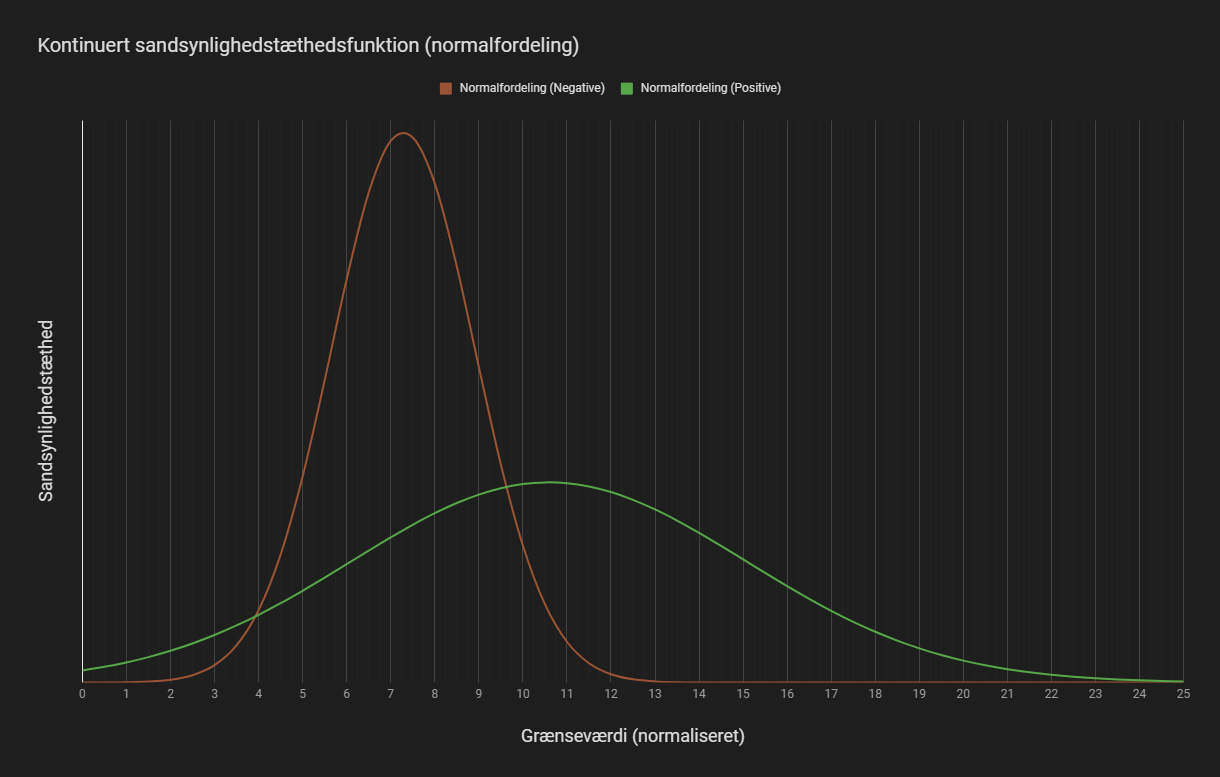 Kontinuert sandsynlighedstæthedsfunktion (normalfordeling)
Normalfordeling (Negative) Normalfordeling (Positive)
Sandsynlighedstæthed
0 1 2 3 4 5 6 7 8 9 10 11 12 13 14 15 16 17 18 19 20 21 22 23 24 25
Grænseværdi (normaliseret)